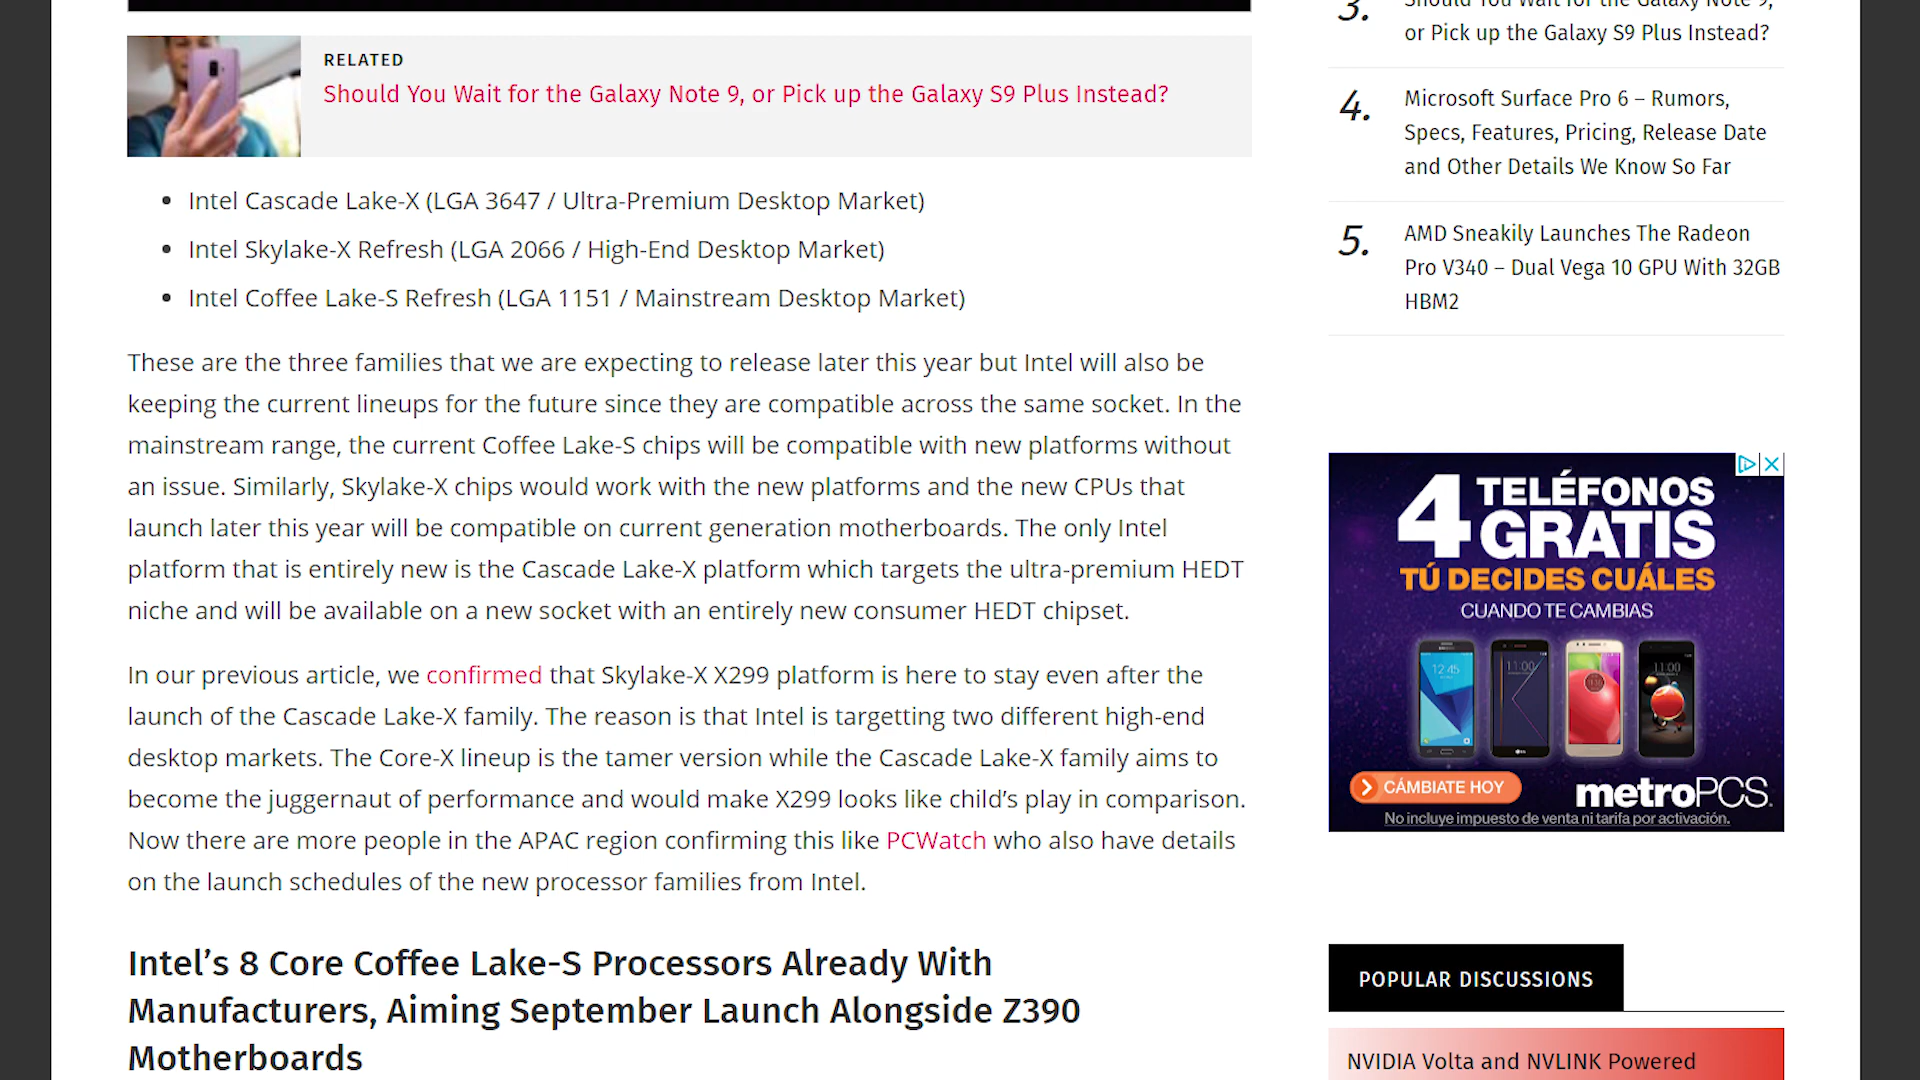 RELATED
Should You Wait for the Galaxy Note 9, or Pick up the Galaxy S9 Plus Instead?
• Intel Cascade Lake-X (LGA 3647 / Ultra-Premium Desktop Market)
• Intel Skylake-X Refresh (LGA 2066 / High-End Desktop Market)
• Intel Coffee Lake-S Refresh (LGA 1151 / Mainstream Desktop Market)
These are the three families that we are expecting to release later this year but Intel will also be
keeping the current lineups for the future since they are compatible across the same socket. In the
mainstream range, the current Coffee Lake-S chips will be compatible with new platforms without
an issue. Similarly, Skylake-X chips would work with the new platforms and the new CPUs that
launch later this year will be compatible on current generation motherboards. The only Intel
platform that is entirely new is the Cascade Lake-X platform which targets the ultra-premium HEDT
niche and will be available on a new socket with an entirely new consumer HEDT chipset.
In our previous article, we confirmed that Skylake-X X299 platform is here to stay even after the
launch of the Cascade Lake-X family. The reason is that Intel is targetting two different high-end
desktop markets. The Core-X lineup is the tamer version while the Cascade Lake-X family aims to
become the juggernaut of performance and would make X299 looks like child’s play in comparison.
Now there are more people in the APAC region confirming this like PCWatch who also have details
on the launch schedules of the new processor families from Intel.
Intel’s 8 Core Coffee Lake-S Processors Already With
Manufacturers, Aiming September Launch Alongside Z390
Motherboards
3. Should You Wait for the Galaxy Note 9,
or Pick up the Galaxy S9 Plus Instead?
4. Microsoft Surface Pro 6 – Rumors,
Specs, Features, Pricing, Release Date
and Other Details We Know So Far
5. AMD Sneakily Launches The Radeon
Pro V340 – Dual Vega 10 GPU With 32GB
HBM2
4 TELÉFONOS
GRATIS
TÚ DECIDES CUÁLES
CUANDO TE CAMBIAS
12:45
11:00
11:00
CÁMBIATE HOY
metroPCS.
No incluye impuesto de venta ni tarifa por activación.
POPULAR DISCUSSIONS
NVIDIA Volta and NVLINK Powered